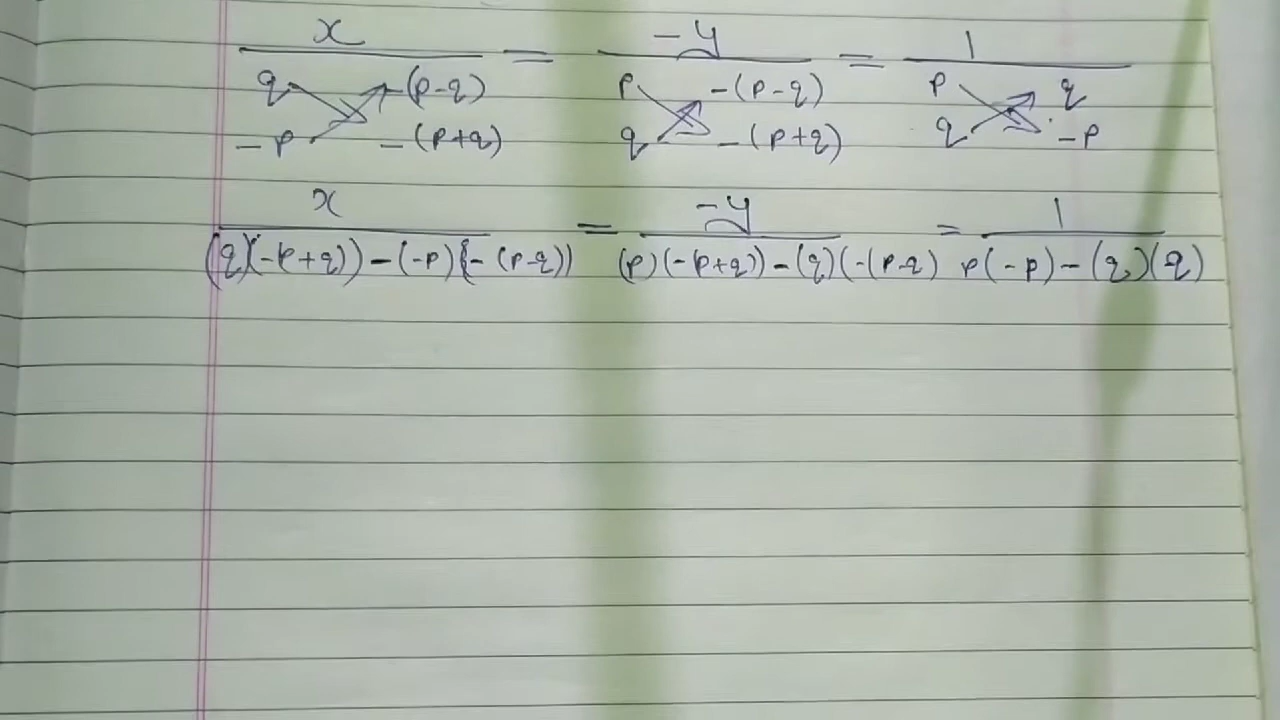 x = -y = 1
q -(p-q) p -(p-q) p q
-p -(p+q) q -(p+q) q -p
x = -y = 1
(q)(-(p+q)) - (-p)(-(p-q)) (p)(-(p+q)) - (q)(-(p-q) p(-p) - (q)(q)